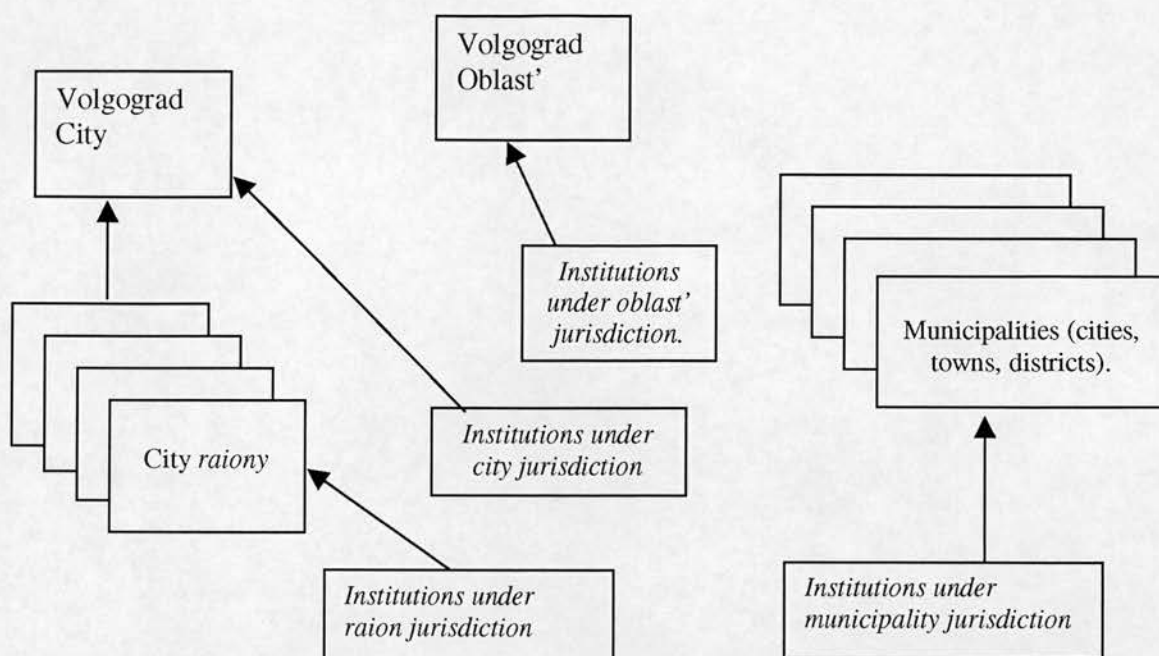 Volgograd
Oblast'
Volgograd
City
Institutions
under oblast'
jurisdiction.
Municipalities (cities,
towns, districts).
Institutions under
city jurisdiction
City raiony
Institutions under
raion jurisdiction
Institutions under
municipality jurisdiction